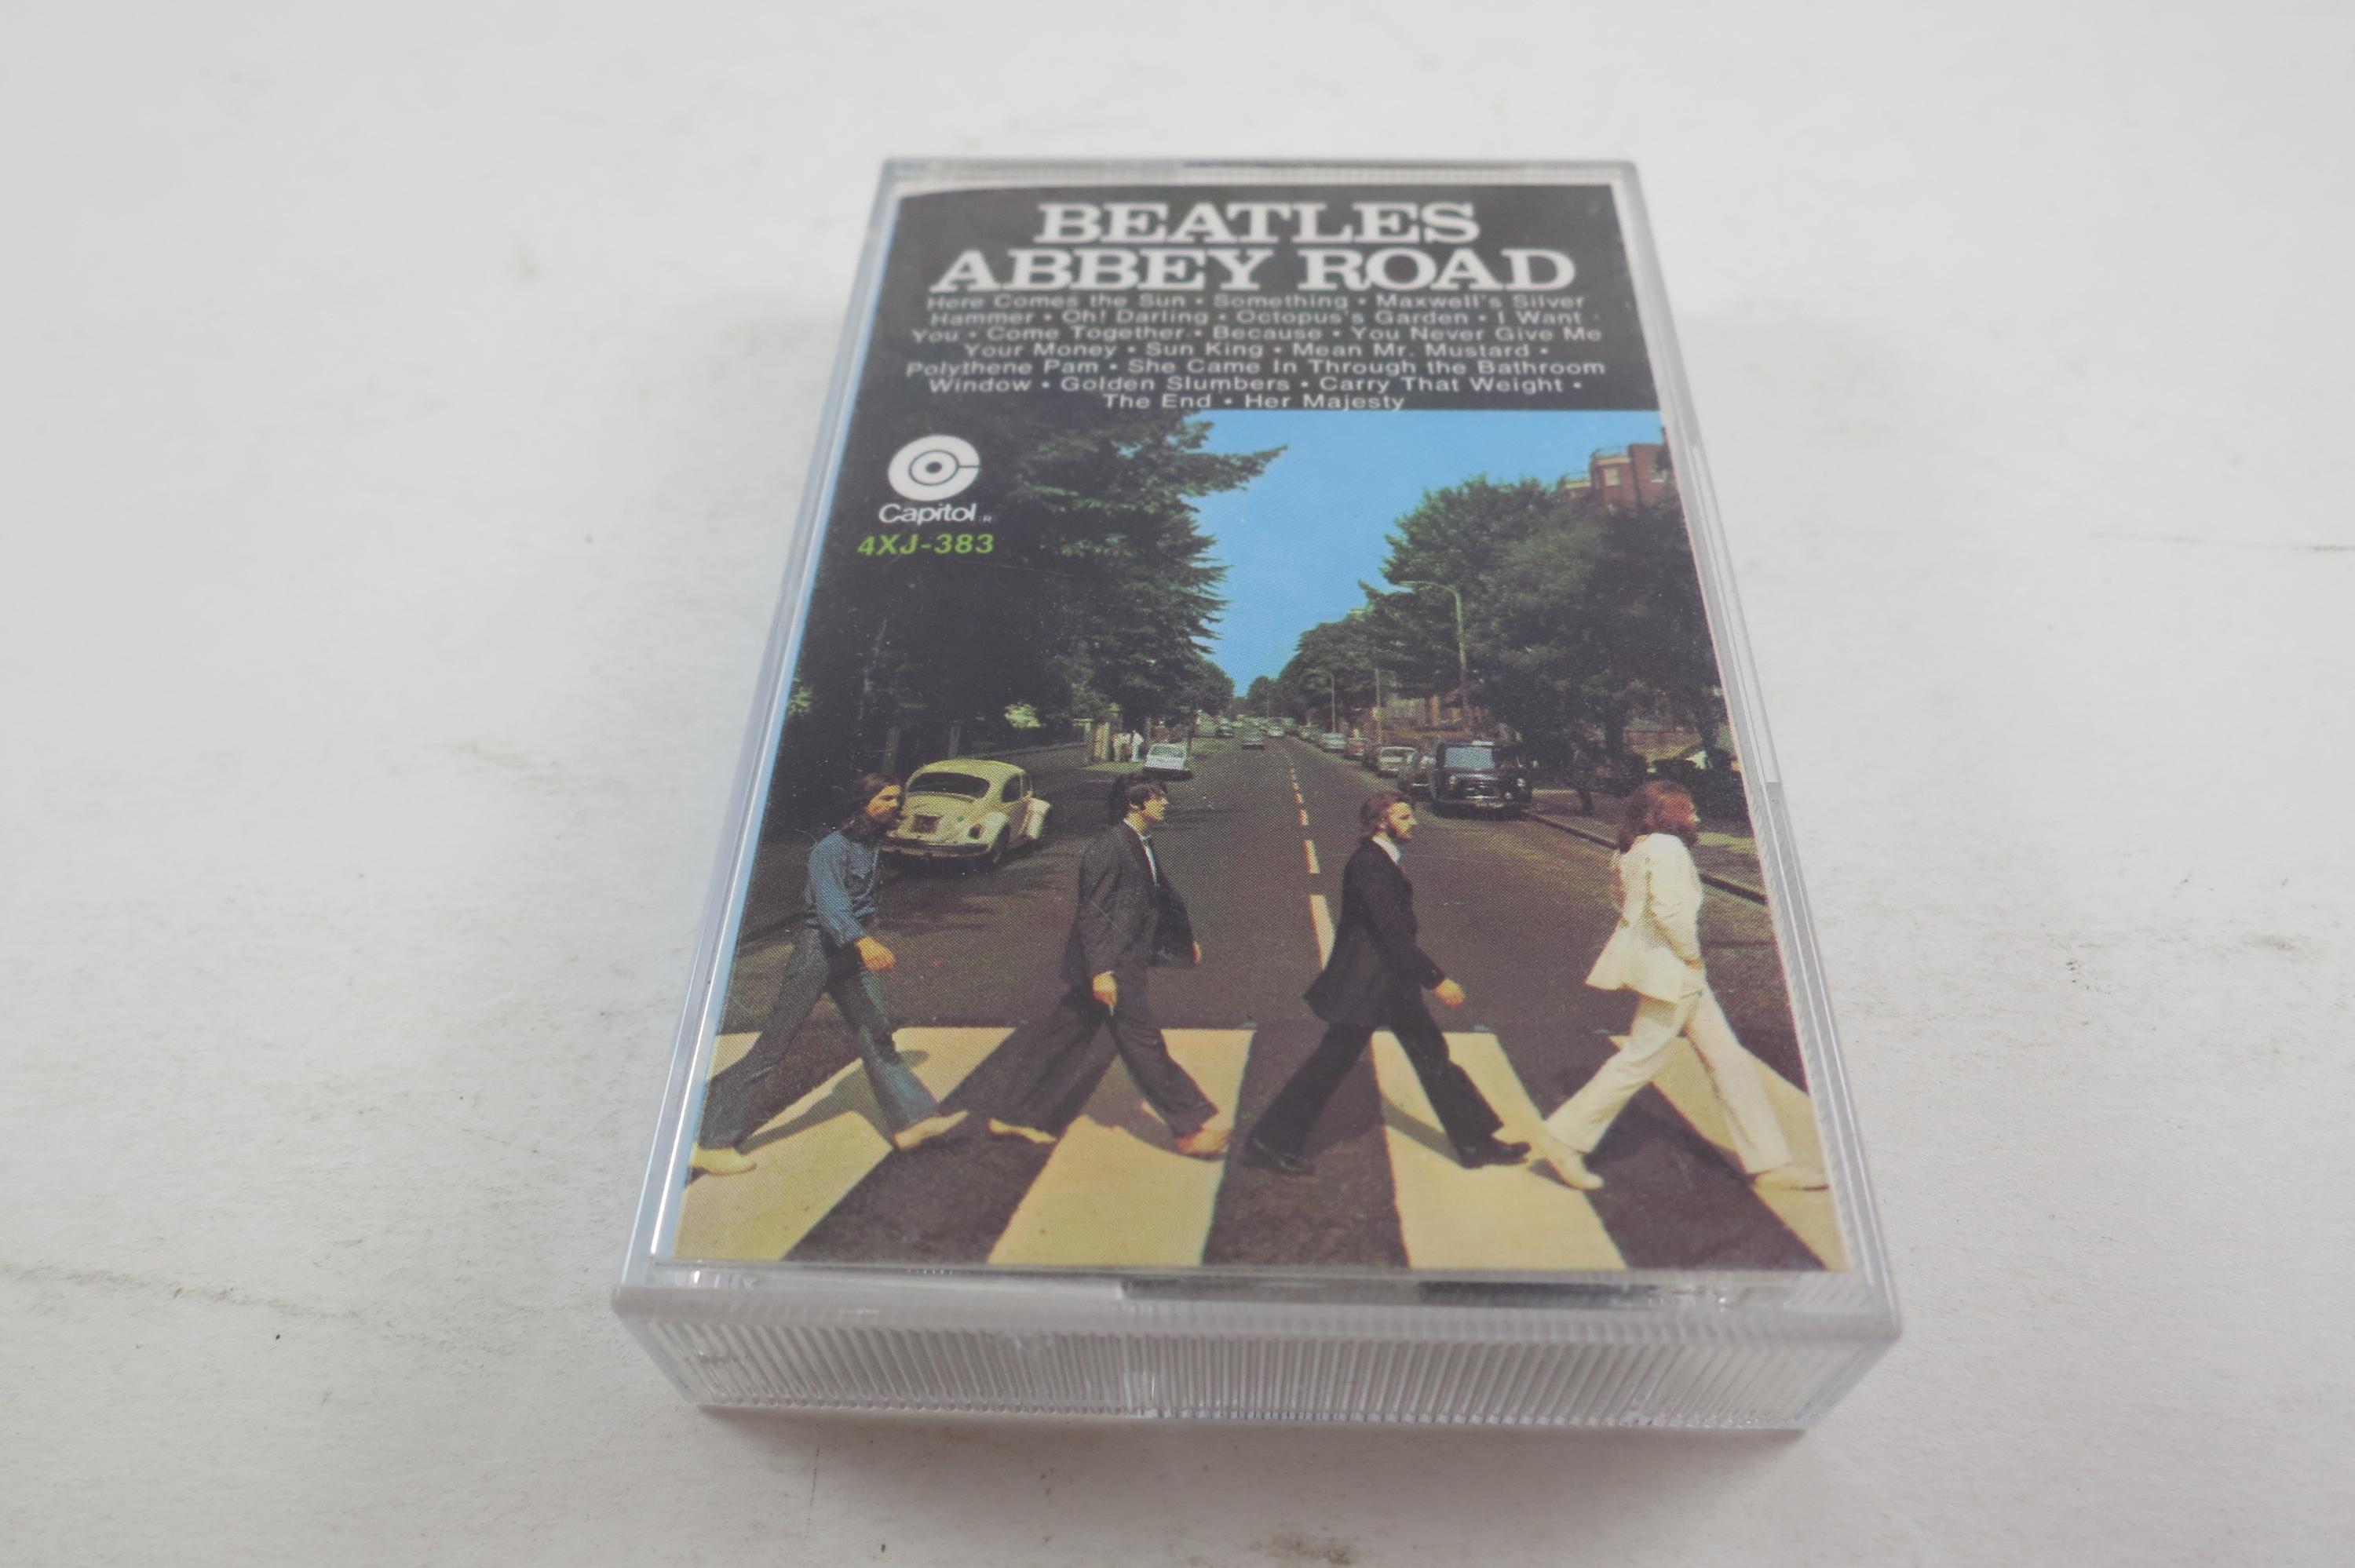 BEATLES
ABBEY ROAD
Here Comes the Sun • Something • Maxwell's Silver
Hammer • Oh! Darling • Octopus's Garden • I Want
You • Come Together • Because • You Never Give Me
Your Money • Sun King • Mean Mr. Mustard •
Polythene Pam • She Came In Through the Bathroom
Window • Golden Slumbers • Carry That Weight •
The End • Her Majesty
Capitol®
4XJ-383